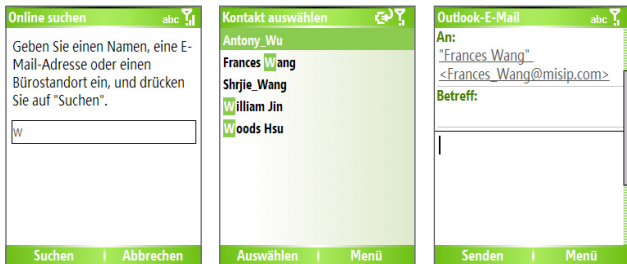 Online suchen abc
Geben Sie einen Namen, eine E-
Mail-Adresse oder einen
Bürostandort ein, und drücken
Sie auf "Suchen".
W
Suchen Abbrechen
Kontakt auswählen
Antony_Wu
Frances Wang
Shrjie_Wang
William Jin
Woods Hsu
Auswählen Menü
Outlook-E-Mail abc
An:
"Frances Wang"
<Frances_Wang@misip.com>
Betreff:
Senden Menü